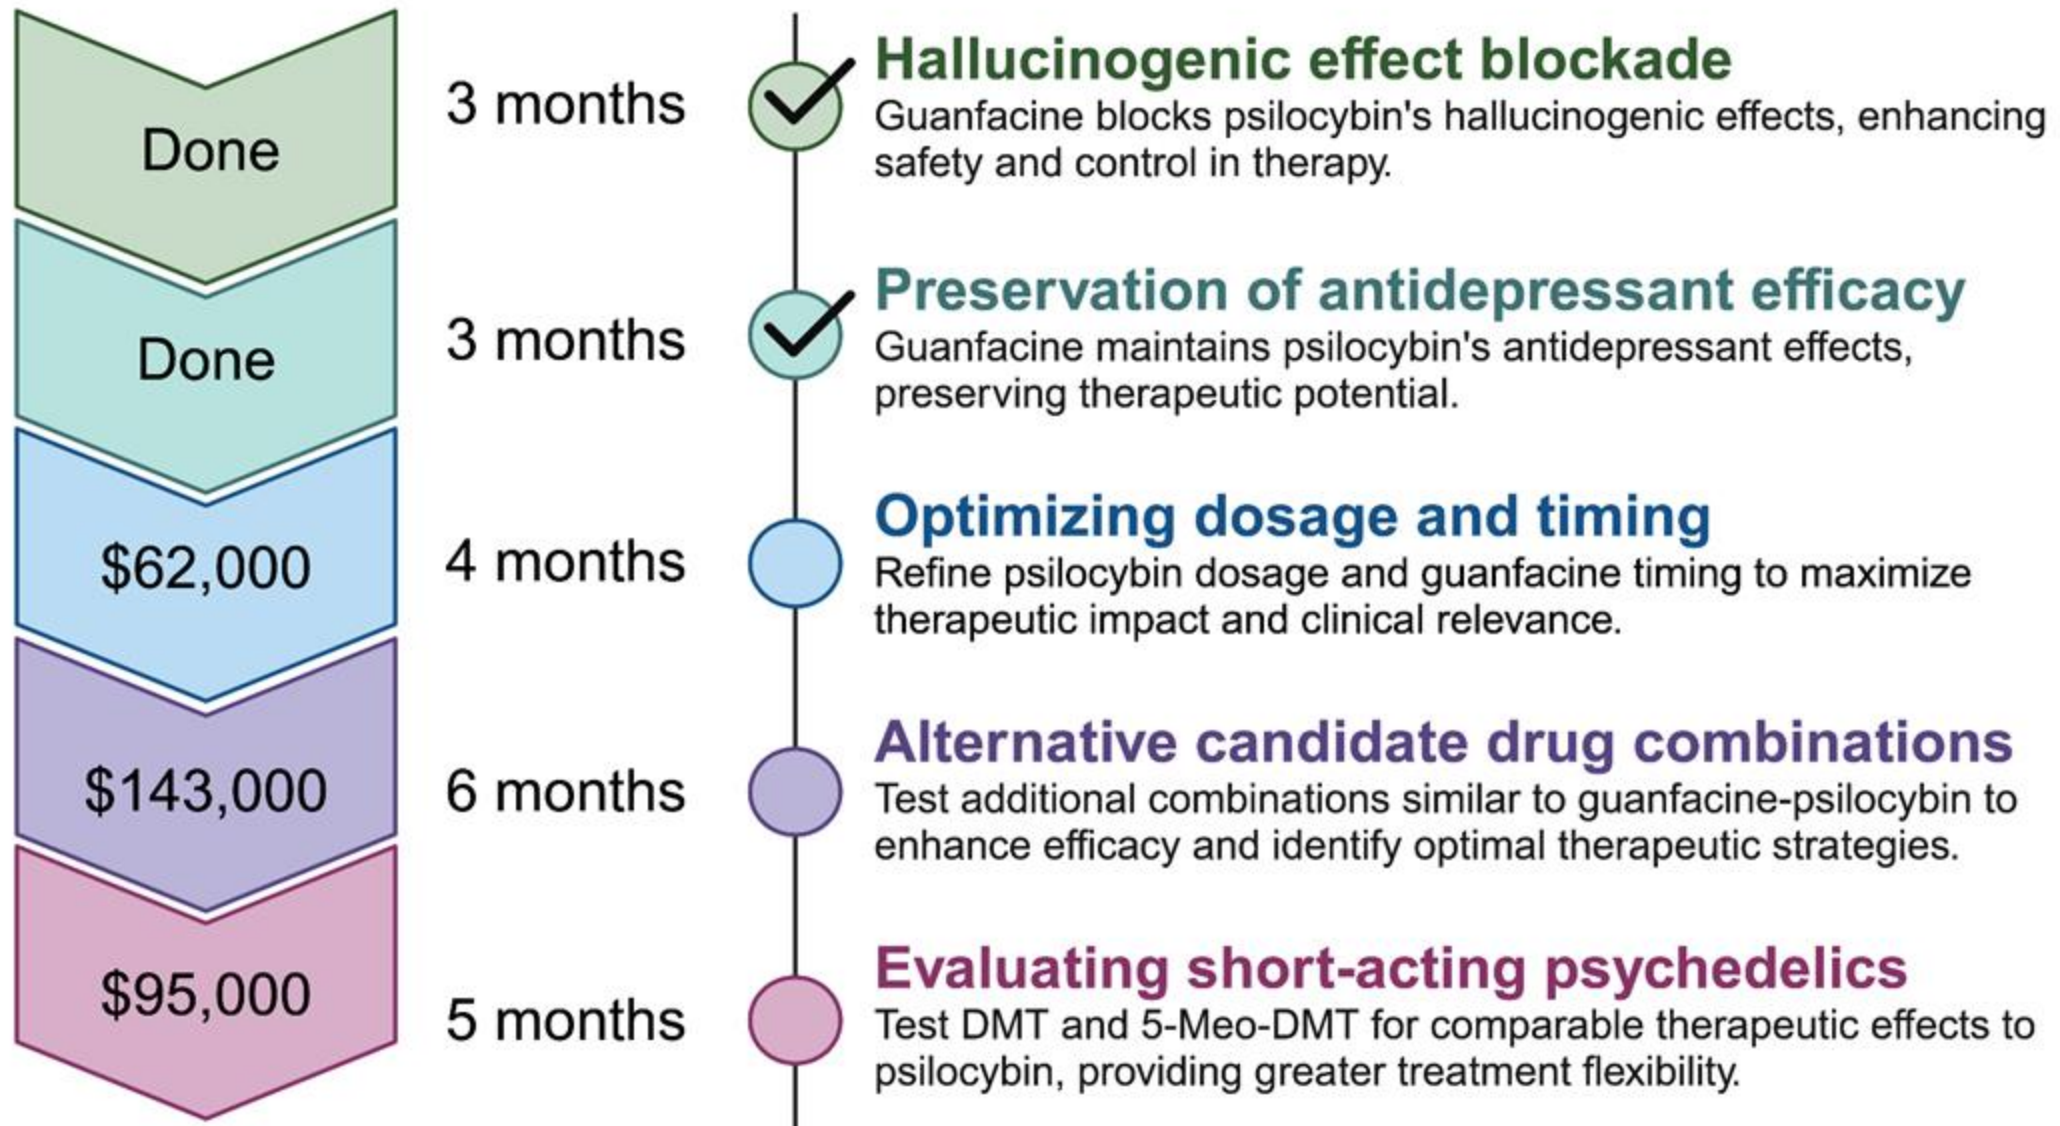 Done
3 months
Hallucinogenic effect blockade
Guanfacine blocks psilocybin's hallucinogenic effects, enhancing
safety and control in therapy.
Done
3 months
Preservation of antidepressant efficacy
Guanfacine maintains psilocybin's antidepressant effects,
preserving therapeutic potential.
$62,000
4 months
Optimizing dosage and timing
Refine psilocybin dosage and guanfacine timing to maximize
therapeutic impact and clinical relevance.
$143,000
6 months
Alternative candidate drug combinations
Test additional combinations similar to guanfacine-psilocybin to
enhance efficacy and identify optimal therapeutic strategies.
$95,000
5 months
Evaluating short-acting psychedelics
Test DMT and 5-Meo-DMT for comparable therapeutic effects to
psilocybin, providing greater treatment flexibility.